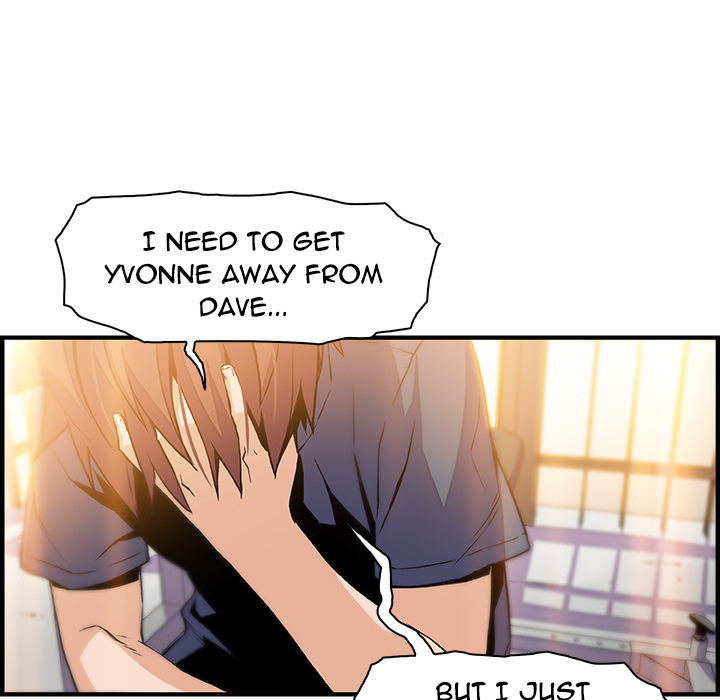 I NEED TO GET
YVONNE AWAY FROM
DAVE...
BUT I JUST